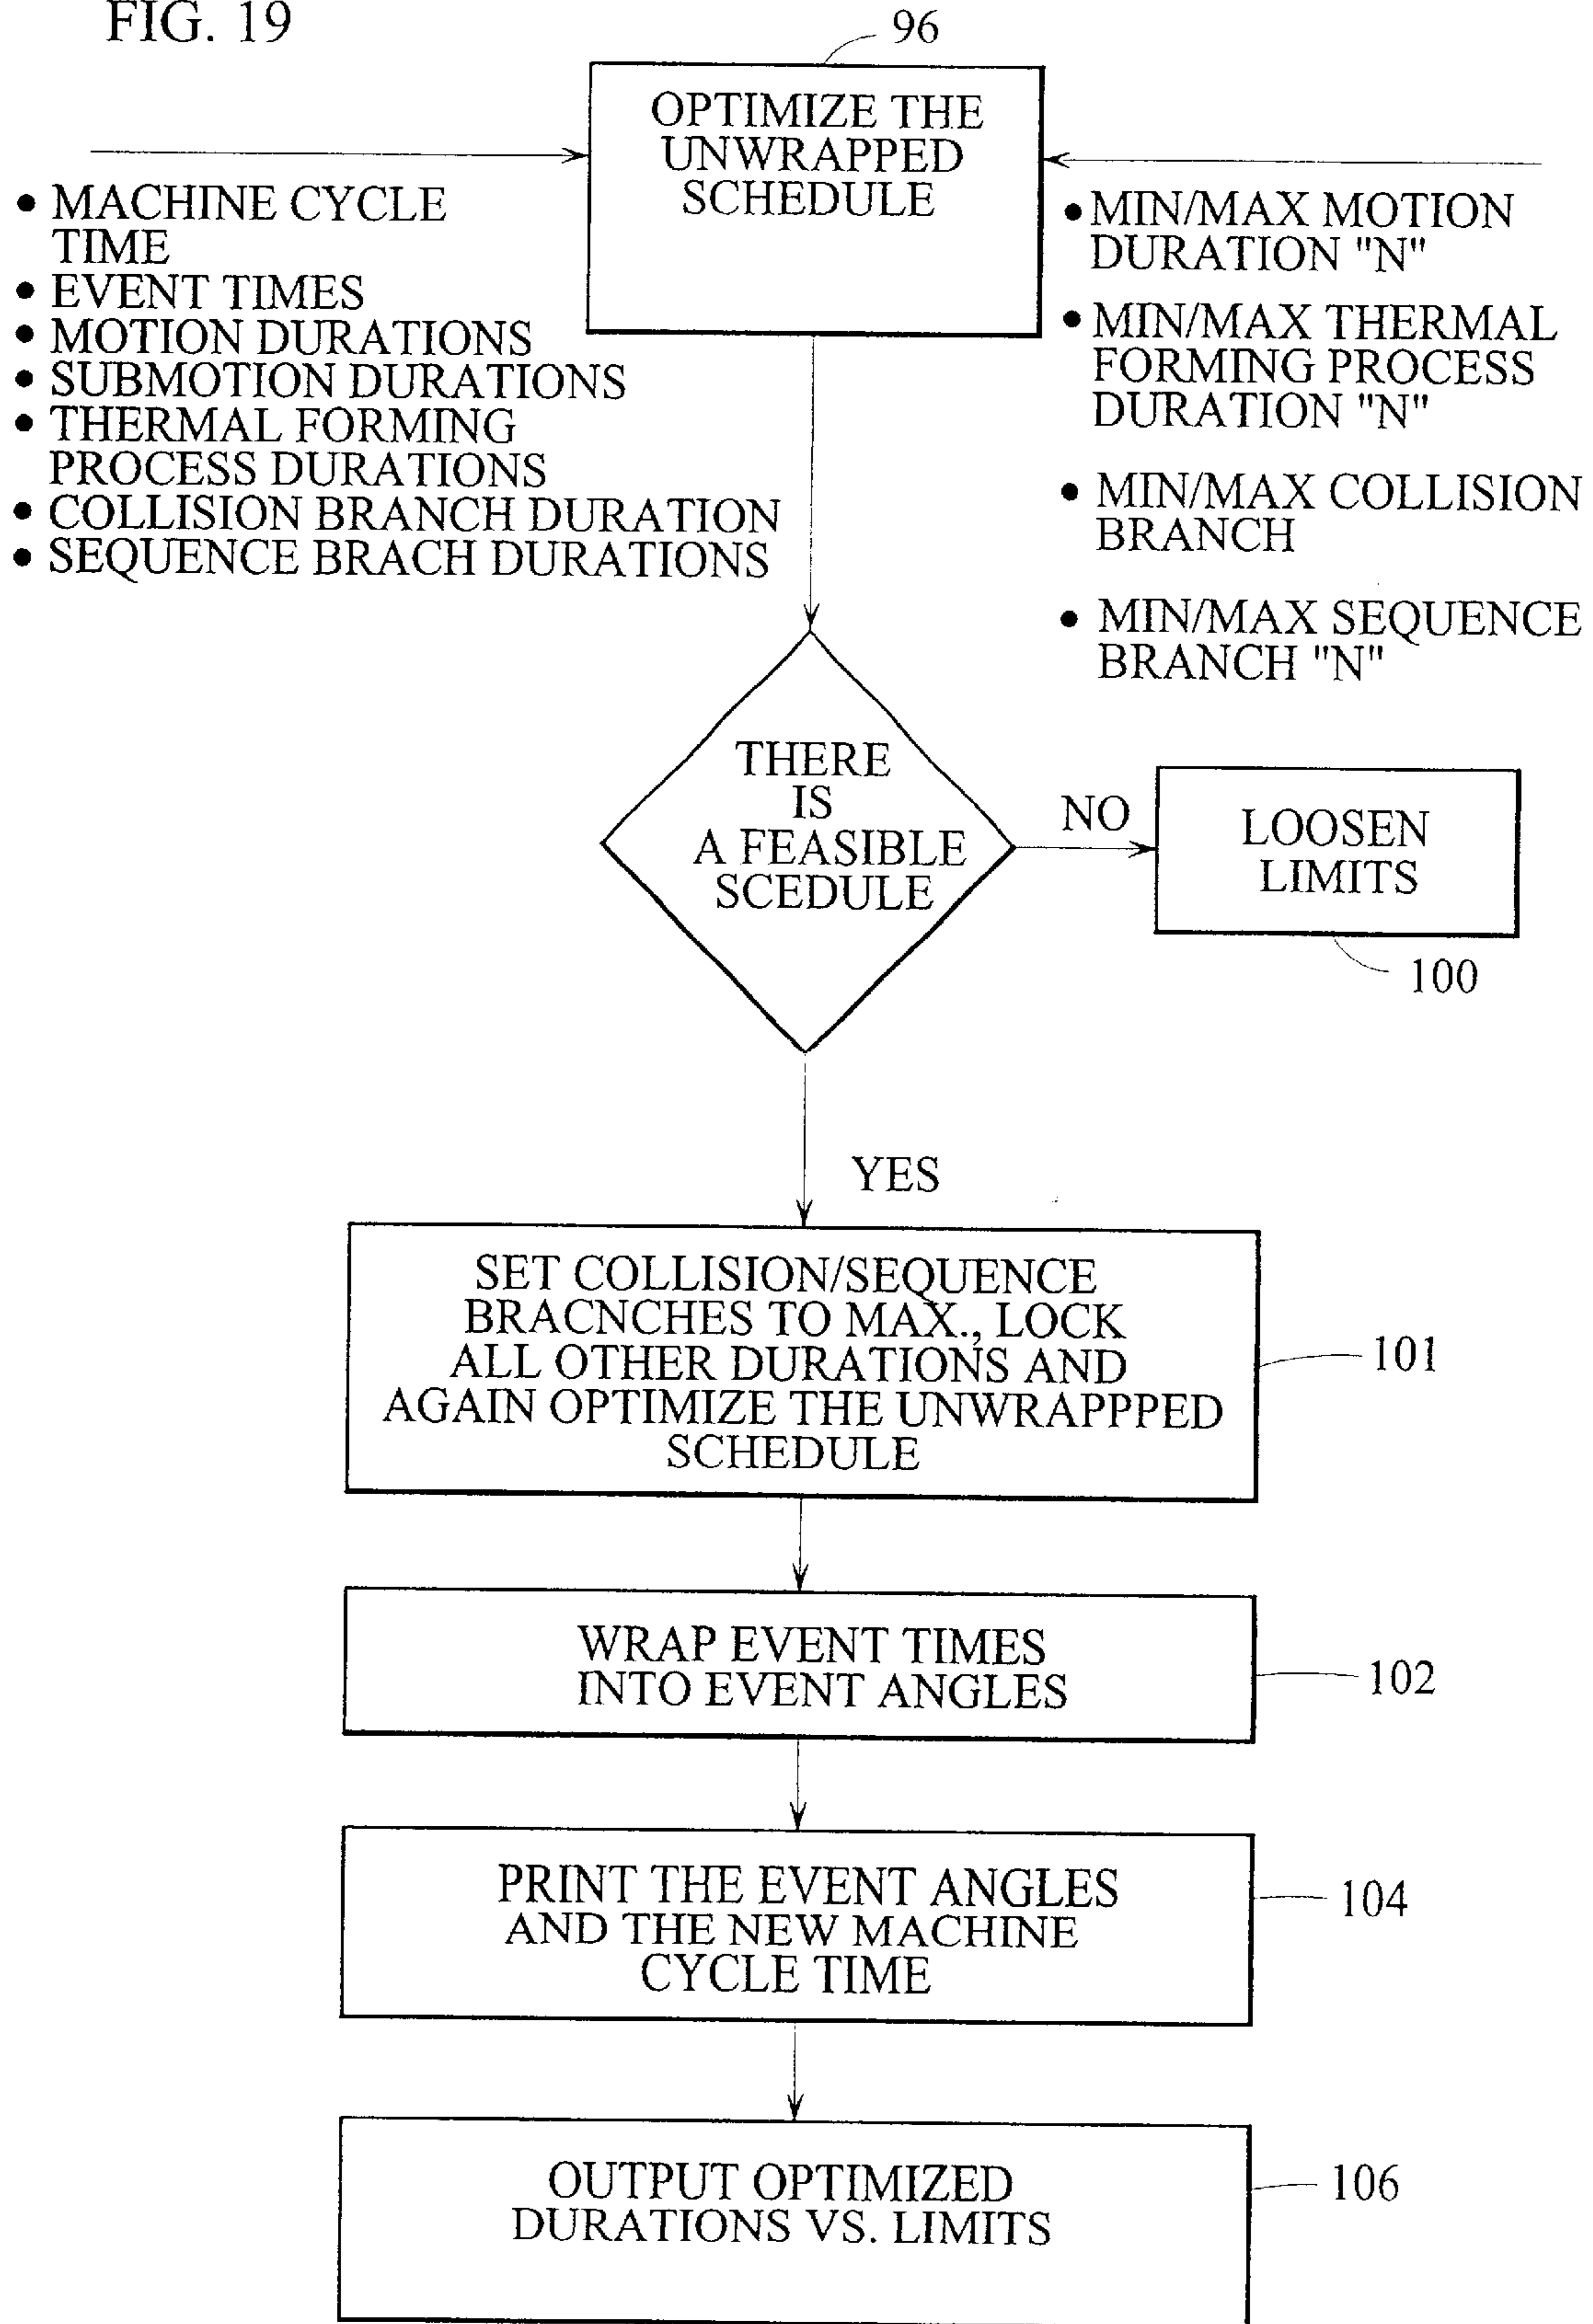 FIG. 19
96
OPTIMIZE THE
UNWRAPPED
SCHEDULE
• MACHINE CYCLE
TIME
• EVENT TIMES
• MOTION DURATIONS
• SUBMOTION DURATIONS
• THERMAL FORMING
PROCESS DURATIONS
• COLLISION BRANCH DURATION
• SEQUENCE BRACH DURATIONS
• MIN/MAX MOTION
DURATION "N"
• MIN/MAX THERMAL
FORMING PROCESS
DURATION "N"
• MIN/MAX COLLISION
BRANCH
• MIN/MAX SEQUENCE
BRANCH "N"
THERE
IS
A FEASIBLE
SCEDULE
NO
LOOSEN
LIMITS
100
YES
SET COLLISION/SEQUENCE
BRACNCHES TO MAX., LOCK
ALL OTHER DURATIONS AND
AGAIN OPTIMIZE THE UNWRAPPPED
SCHEDULE
101
WRAP EVENT TIMES
INTO EVENT ANGLES
102
PRINT THE EVENT ANGLES
AND THE NEW MACHINE
CYCLE TIME
104
OUTPUT OPTIMIZED
DURATIONS VS. LIMITS
106